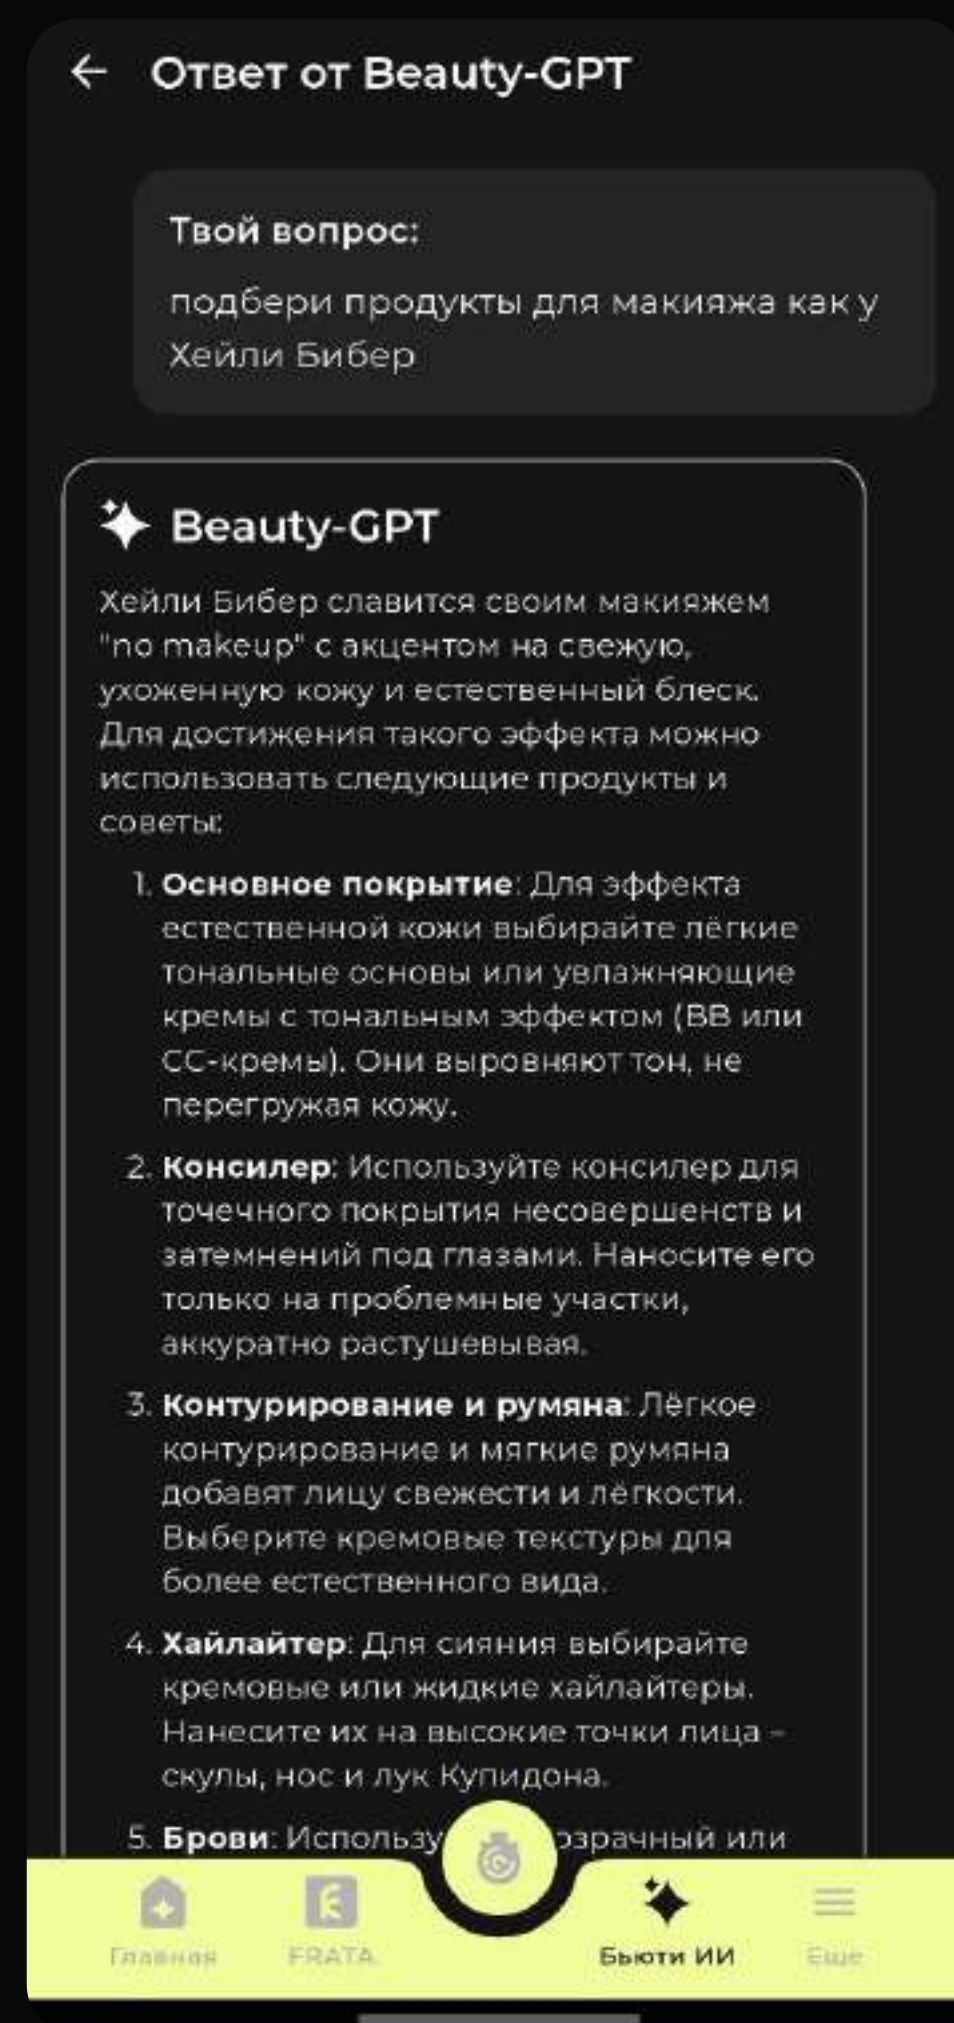 Ответ от Beauty-GPT
Твой вопрос:
подбери продукты для макияжа как у
Хейли Бибер
Beauty-GPT
Хейли Бибер славится своим макияжем
"no makeup" с акцентом на свежую,
ухоженную кожу и естественный блеск.
Для достижения такого эффекта можно
использовать следующие продукты и
советы:
1. Основное покрытие: Для эффекта
естественной кожи выбирайте лёгкие
тональные основы или увлажняющие
кремы с тональным эффектом (BB или
CC-кремы). Они выровняют тон, не
перегружая кожу.
2. Консилер: Используйте консилер для
точечного покрытия несовершенств и
затемнений под глазами. Наносите его
только на проблемные участки,
аккуратно растушевывая.
3. Контурирование и румяна: Лёгкое
контурирование и мягкие румяна
добавят лицу свежести и лёгкости.
Выберите кремовые текстуры для
более естественного вида.
4. Хайлайтер: Для сияния выбирайте
кремовые или жидкие хайлайтеры.
Нанесите их на высокие точки лица –
скулы, нос и лук Купидона.
5. Брови: Использу озрачный или
Главная FRATA Бьюти ИИ Еще